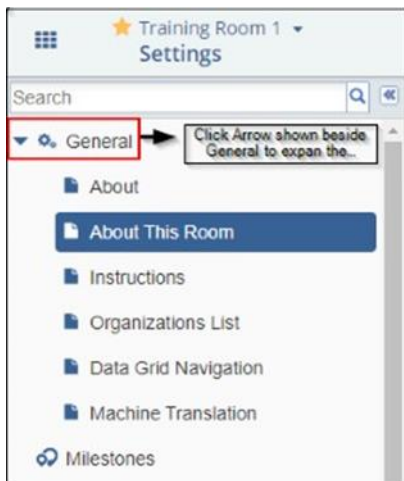 Training Room 1
Settings
Search
General
Click Arrow shown beside
General to expan the...
About
About This Room
Instructions
Organizations List
Data Grid Navigation
Machine Translation
Milestones